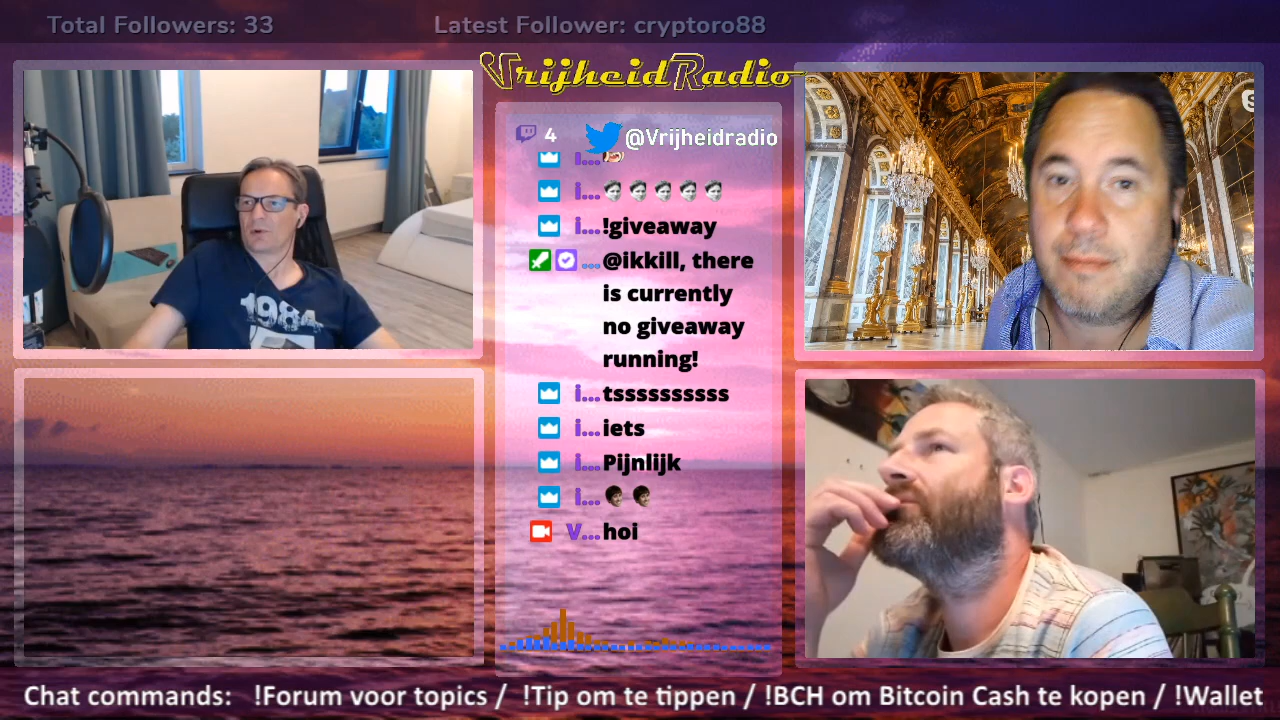 Total Followers: 33
Latest Follower: cryptoro88
VrijheidRadio
4
@Vrijheidradio
i...
i...
i... !giveaway
... @ikkill, there
is currently
no giveaway
running!
i... tssssssssss
i... iets
i... Pijnlijk
i...
V... hoi
1984
S
Chat commands: !Forum voor topics / !Tip om te tippen / !BCH om Bitcoin Cash te kopen / !Wallet